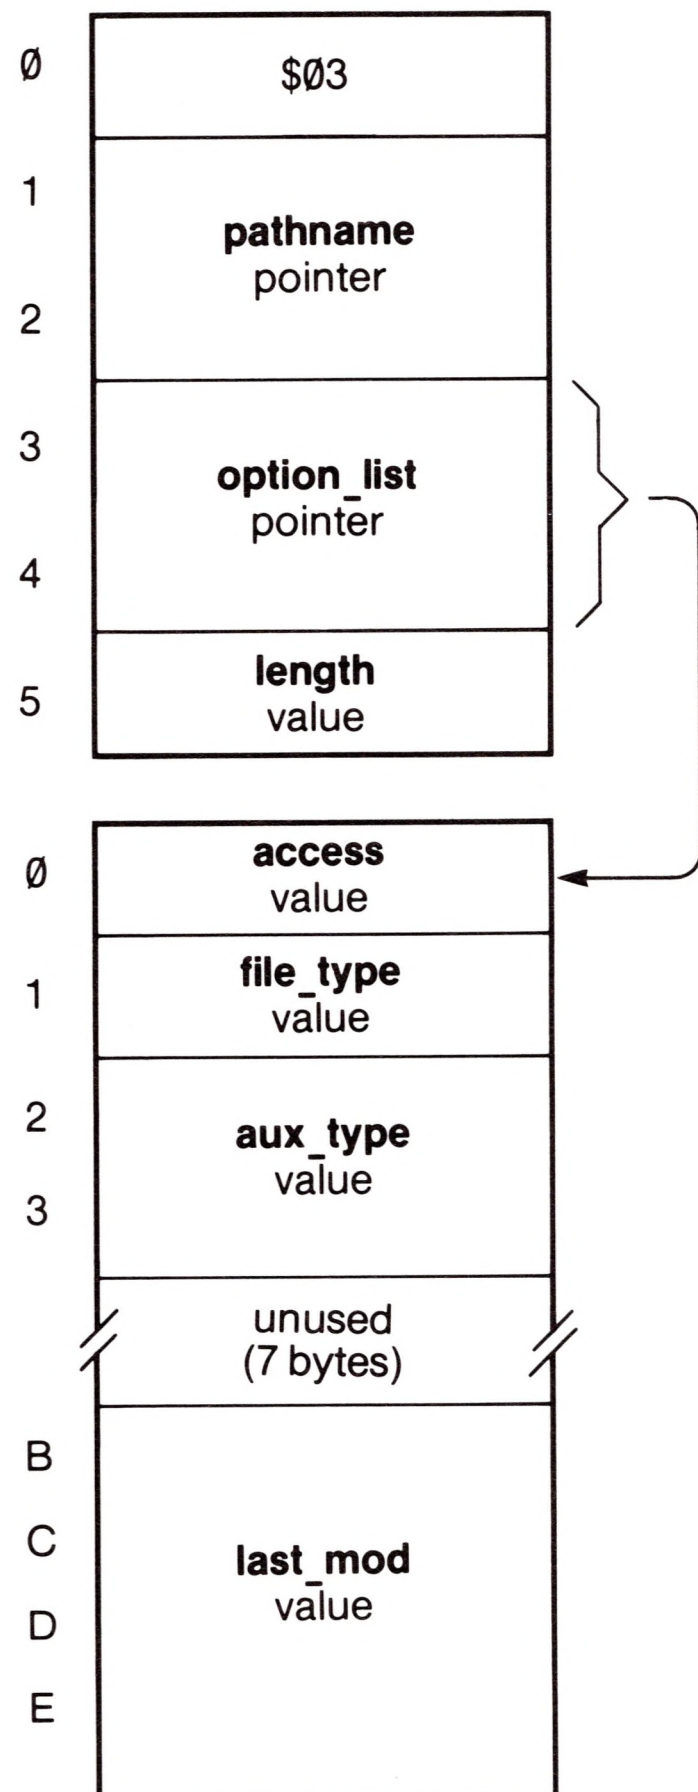 Ø
$Ø3
1
pathname
pointer
2
3
option_list
pointer
4
length
5
value
Ø
access
value
1
file_type
value
2
aux_type
value
3
unused
(7 bytes)
B
C
last_mod
value
D
E